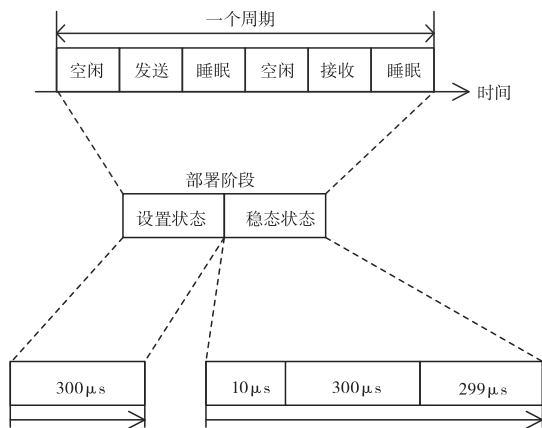 一个周期
空闲 发送 睡眠 空闲 接收 睡眠
时间
部署阶段
设置状态 稳态状态
300μs 10μs 300μs 299μs